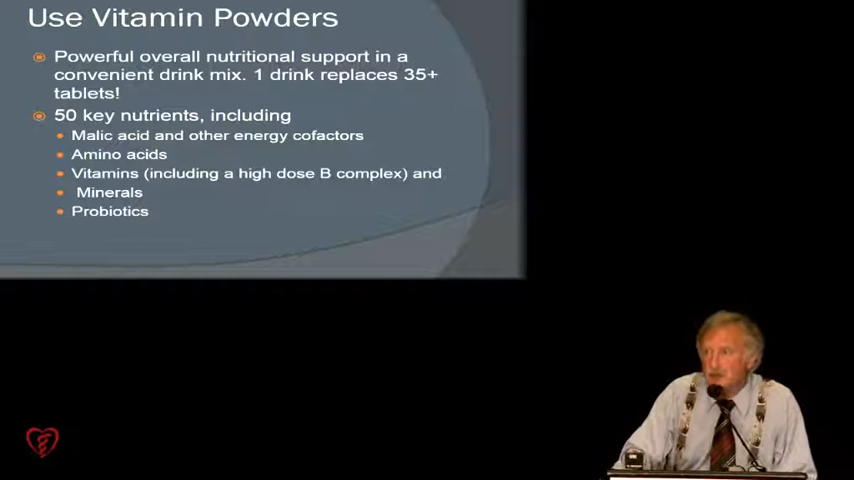 Use Vitamin Powders
Powerful overall nutritional support in a
convenient drink mix. 1 drink replaces 35+
tablets!
50 key nutrients, including
Malic acid and other energy cofactors
Amino acids
Vitamins (including a high dose B complex) and
Minerals
Probiotics